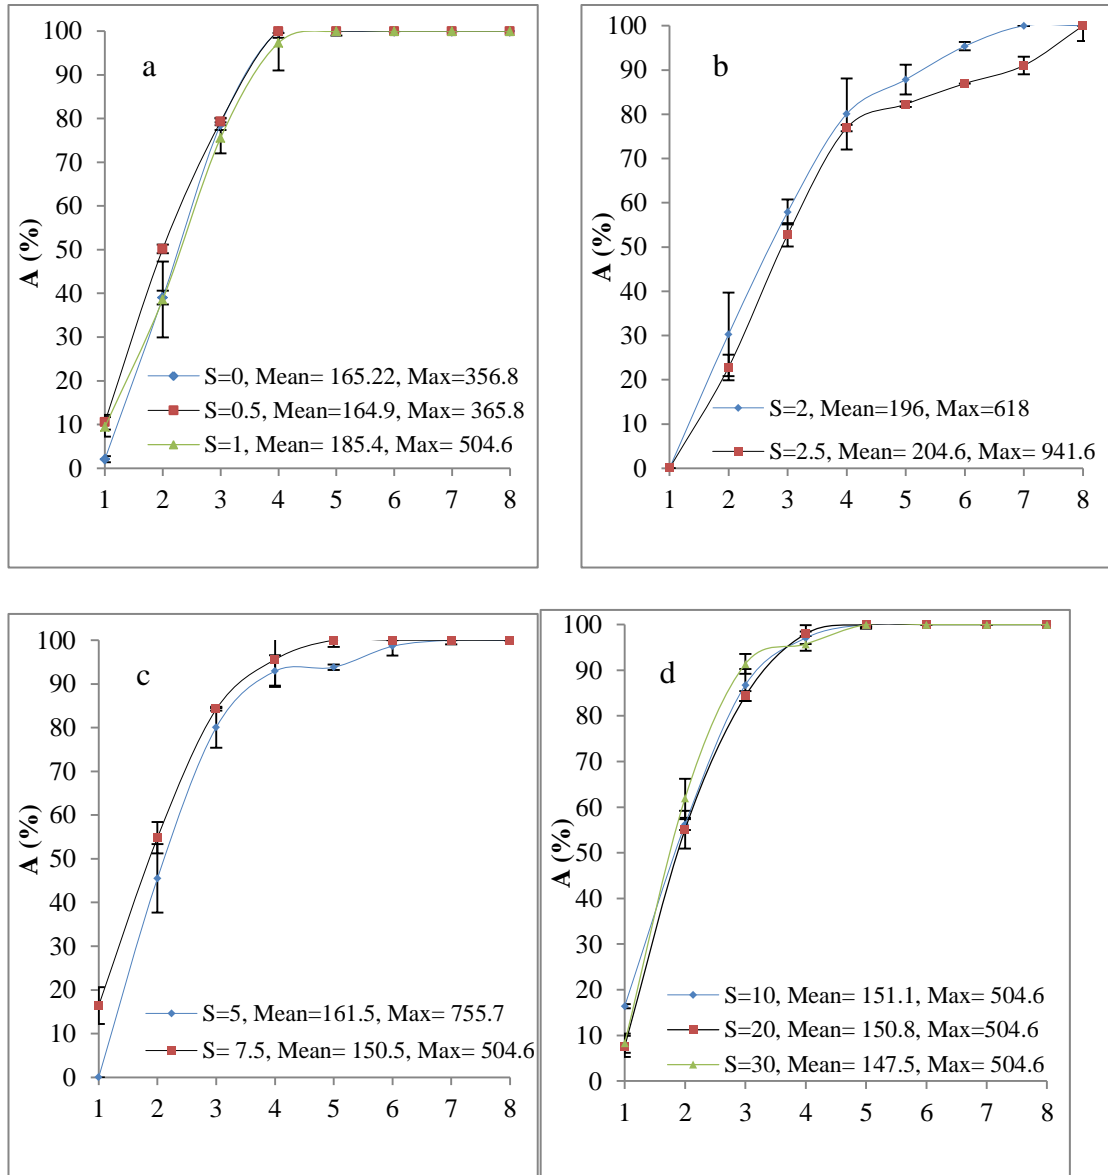 a
A (%)
100
90
80
70
60
50
40
30
20
10
0
S=0, Mean= 165.22, Max=356.8
S=0.5, Mean=164.9, Max= 365.8
S=1, Mean= 185.4, Max= 504.6
1 2 3 4 5 6 7 8
b
A (%)
100
90
80
70
60
50
40
30
20
10
0
S=2, Mean=196, Max=618
S=2.5, Mean= 204.6, Max= 941.6
1 2 3 4 5 6 7 8
c
A (%)
100
90
80
70
60
50
40
30
20
10
0
S=5, Mean=161.5, Max= 755.7
S= 7.5, Mean= 150.5, Max= 504.6
1 2 3 4 5 6 7 8
d
A (%)
100
90
80
70
60
50
40
30
20
10
0
S=10, Mean= 151.1, Max= 504.6
S=20, Mean= 150.8, Max=504.6
S=30, Mean= 147.5, Max= 504.6
1 2 3 4 5 6 7 8